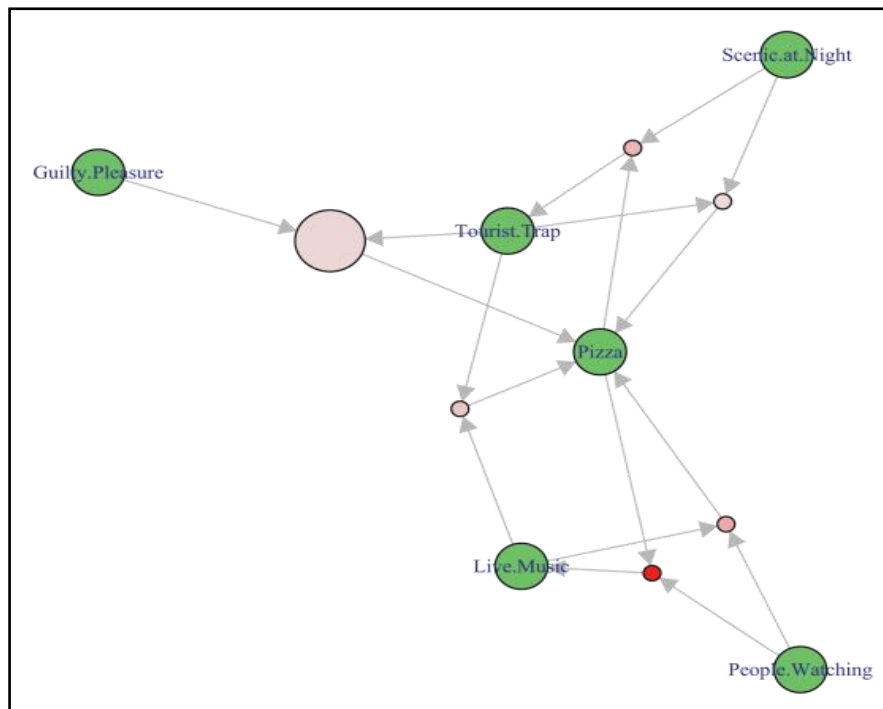 Scenic.at.Night
Guilty.Pleasure
Tourist.Trap
Pizza
Live.Music
People.Watching